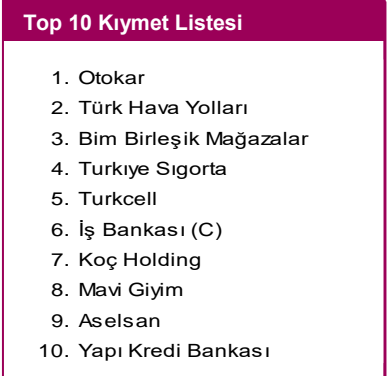 Top 10 Kıymet Listesi
1. Otokar
2. Türk Hava Yolları
3. Bim Birleşik Mağazalar
4. Turkıye Sıgorta
5. Turkcell
6. İş Bankası (C)
7. Koç Holding
8. Mavi Giyim
9. Aselsan
10. Yapı Kredi Bankası